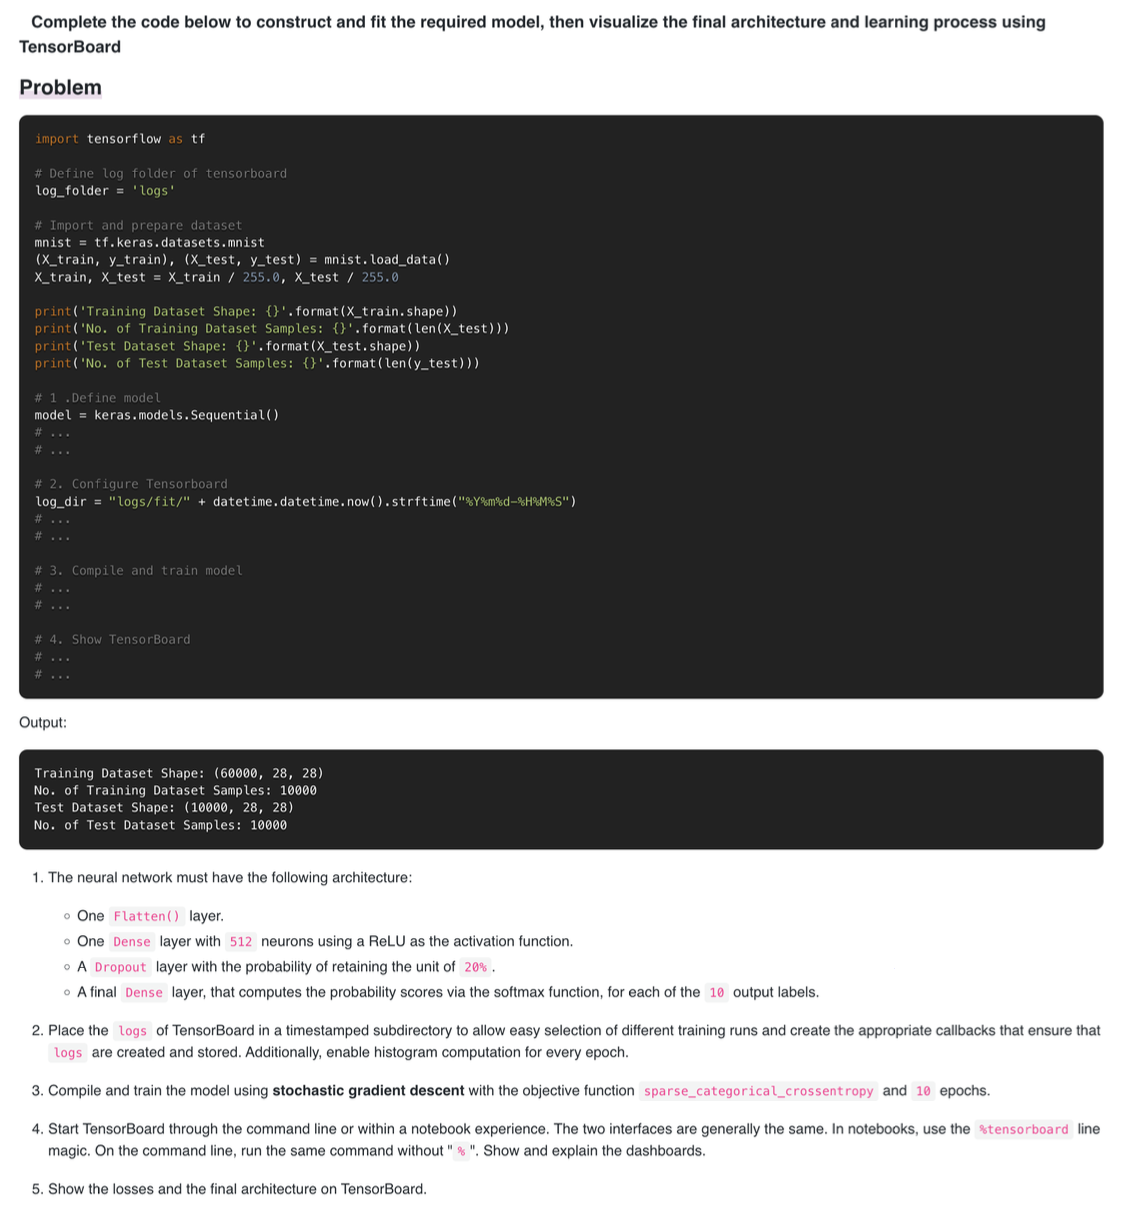 Complete the code below to construct and fit the required model, then visualize the final architecture and learning process using
TensorBoard
Problem
import tensorflow as tf
# Define log folder of tensorboard
log_folder = 'logs'
# Import and prepare dataset
mnist = tf.keras.datasets.mnist
(X_train, y_train), (X_test, y_test) = mnist.load_data()
X_train, X_test = X_train / 255.0, X_test / 255.0
print('Training Dataset Shape: {}'.format(X_train.shape))
print('No. of Training Dataset Samples: {}'.format(len(X_test)))
print('Test Dataset Shape: {}'.format(X_test.shape))
print('No. of Test Dataset Samples: {}'.format(len(y_test)))
# 1 .Define model
model = keras.models.Sequential()
# ...
# ...
# 2. Configure Tensorboard
log_dir = "logs/fit/" + datetime.datetime.now().strftime("%Y%m%d-%H%M%S")
# ...
# ...
# 3. Compile and train model
# ...
# ...
# 4. Show TensorBoard
# ...
# ...
Output:
Training Dataset Shape: (60000, 28, 28)
No. of Training Dataset Samples: 10000
Test Dataset Shape: (10000, 28, 28)
No. of Test Dataset Samples: 10000
1. The neural network must have the following architecture:
◦ One Flatten() layer.
◦ One Dense layer with 512 neurons using a ReLU as the activation function.
◦ A Dropout layer with the probability of retaining the unit of 20% .
◦ A final Dense layer, that computes the probability scores via the softmax function, for each of the 10 output labels.
2. Place the logs of TensorBoard in a timestamped subdirectory to allow easy selection of different training runs and create the appropriate callbacks that ensure that
logs are created and stored. Additionally, enable histogram computation for every epoch.
3. Compile and train the model using stochastic gradient descent with the objective function sparse_categorical_crossentropy and 10 epochs.
4. Start TensorBoard through the command line or within a notebook experience. The two interfaces are generally the same. In notebooks, use the %tensorboard line
magic. On the command line, run the same command without " % ". Show and explain the dashboards.
5. Show the losses and the final architecture on TensorBoard.